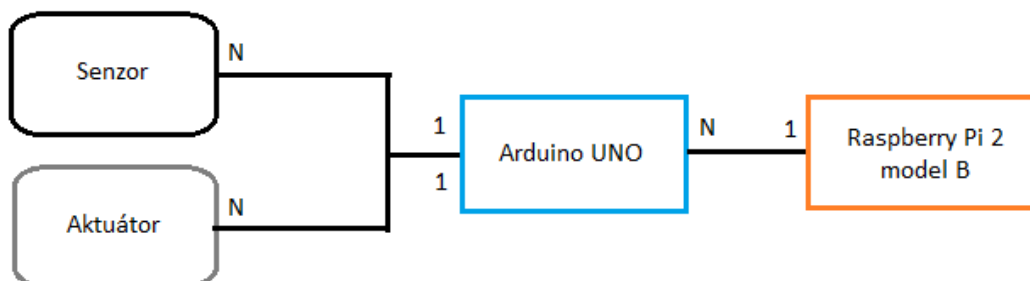 Senzor
N
1
1
Aktuátor
N
Arduino UNO
N
1
Raspberry Pi 2
model B